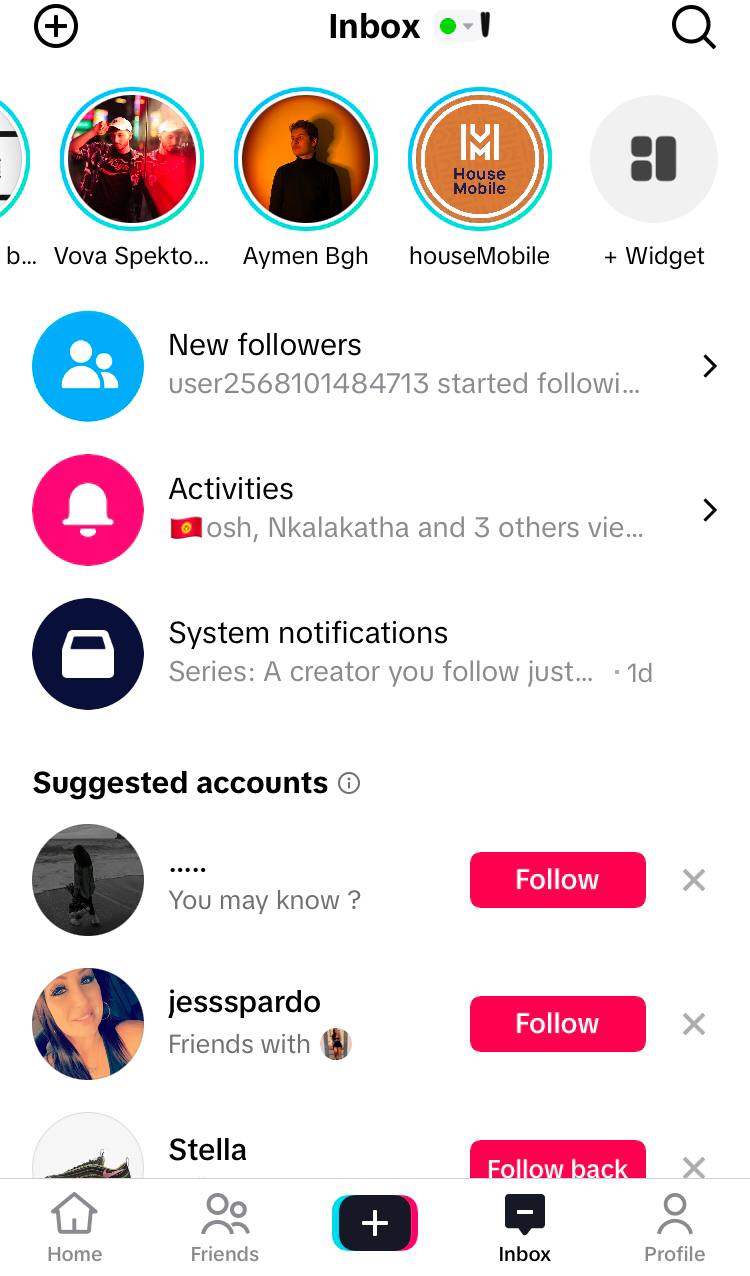 Inbox
b...
Vova Spekto...
House
Mobile
Aymen Bgh
houseMobile
+ Widget
New followers
user2568101484713 started followi...
Activities
🇰🇬osh, Nkalakatha and 3 others vie...
System notifications
Series: A creator you follow just... · 1d
Suggested accounts
.....
You may know ?
Follow
jessspardo
Friends with
Follow
Stella
Follow back
Home
Friends
Inbox
Profile